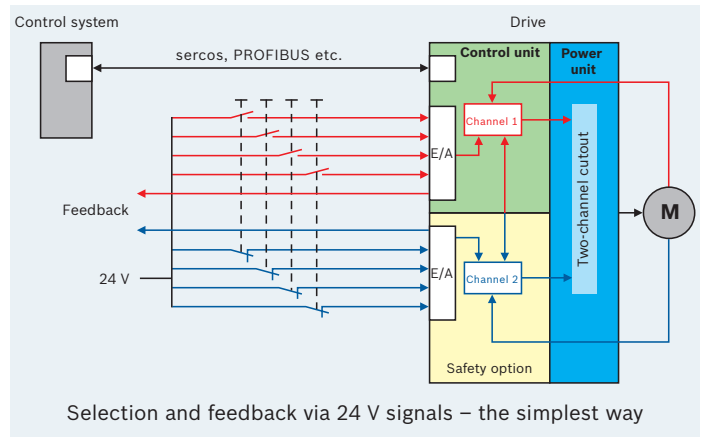 Control system
Drive
sercos, PROFIBUS etc.
Control unit
Power
unit
Channel 1
E/A
Two-channel cutout
M
Feedback
24 V
E/A
Channel 2
Safety option
Selection and feedback via 24 V signals – the simplest way